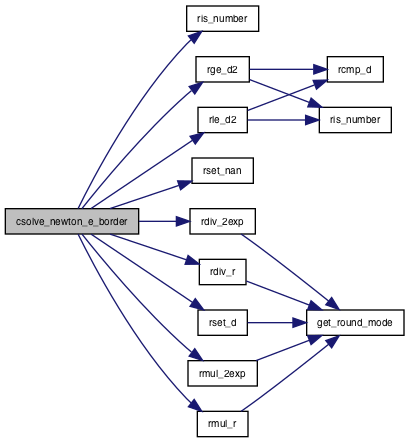 ris_number
rge_d2
rcmp_d
rle_d2
ris_number
rset_nan
csolve_newton_e_border
rdiv_2exp
rdiv_r
rset_d
get_round_mode
rmul_2exp
rmul_r